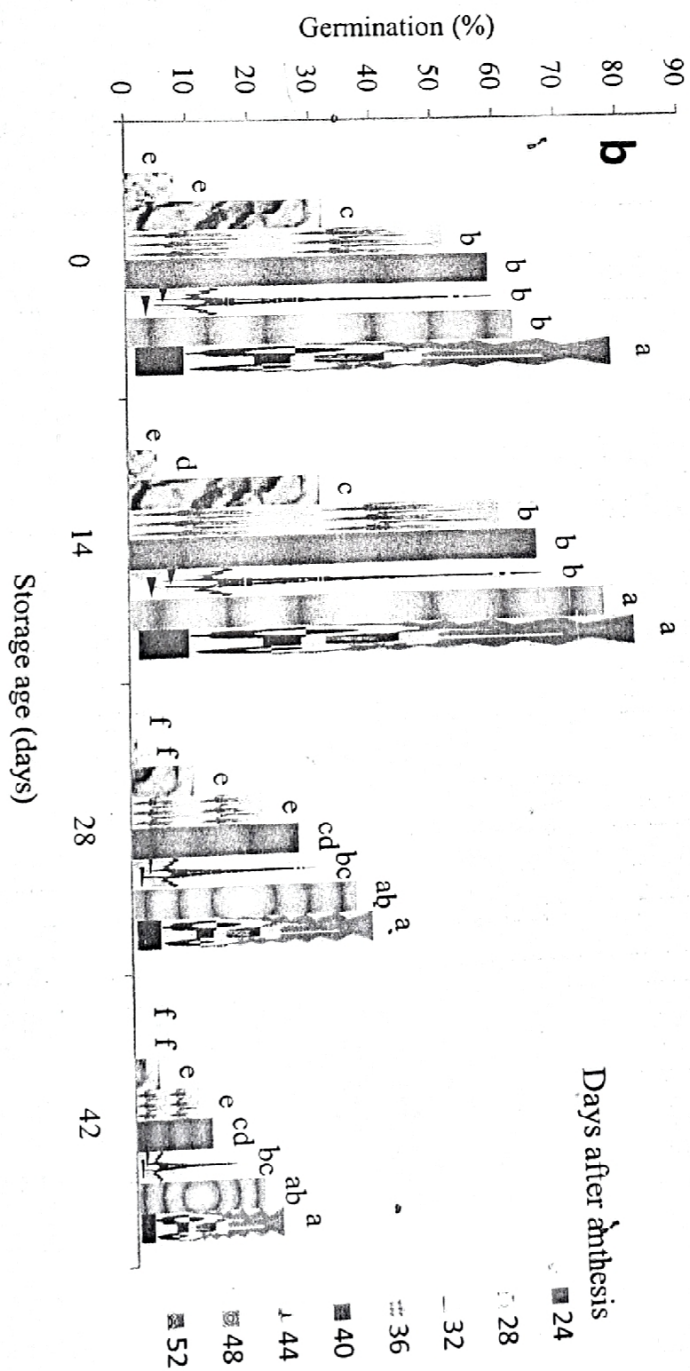 b
Germination (%)
90
80
70
60
50
40
30
20
10
0
e e c b b b b a
e d c b b b a a
f f e e cd bc ab a
f f e e cd bc ab a
0 14 28 42
Storage age (days)
Days after anthesis
24
28
32
36
40
44
48
52